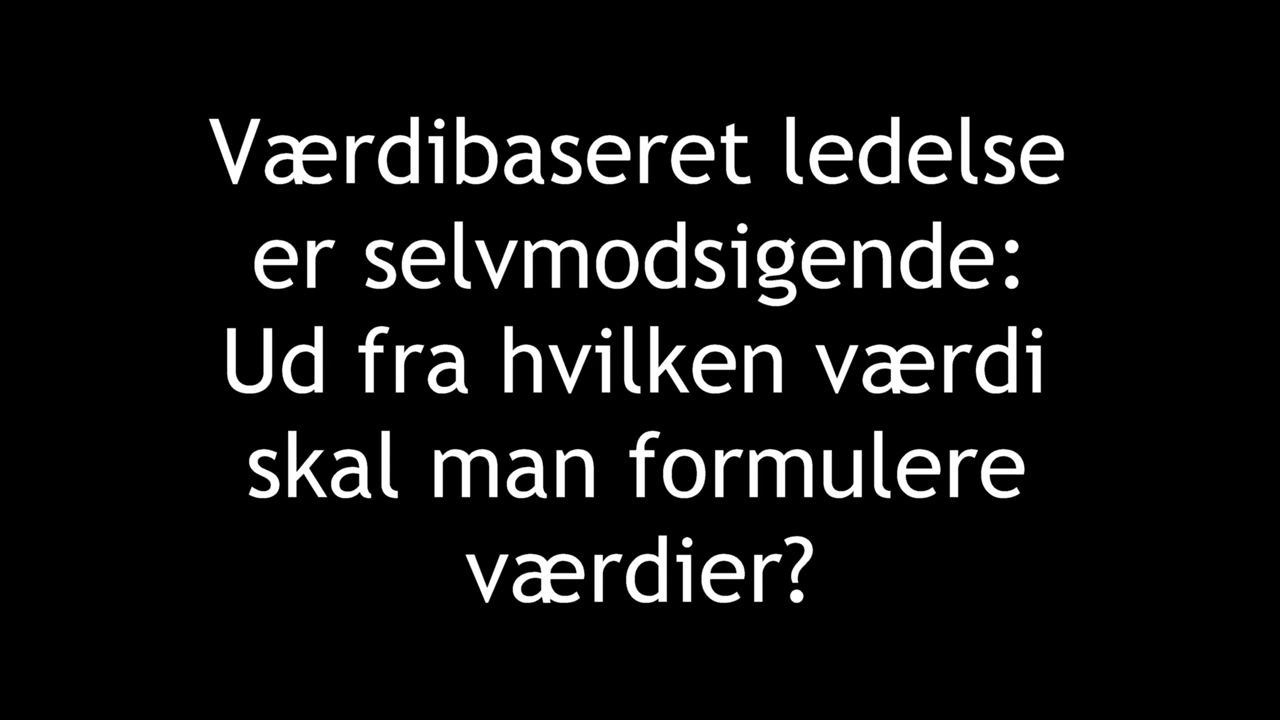 Værdibaseret ledelse
er selvmodsigende:
Ud fra hvilken værdi
skal man formulere
værdier?